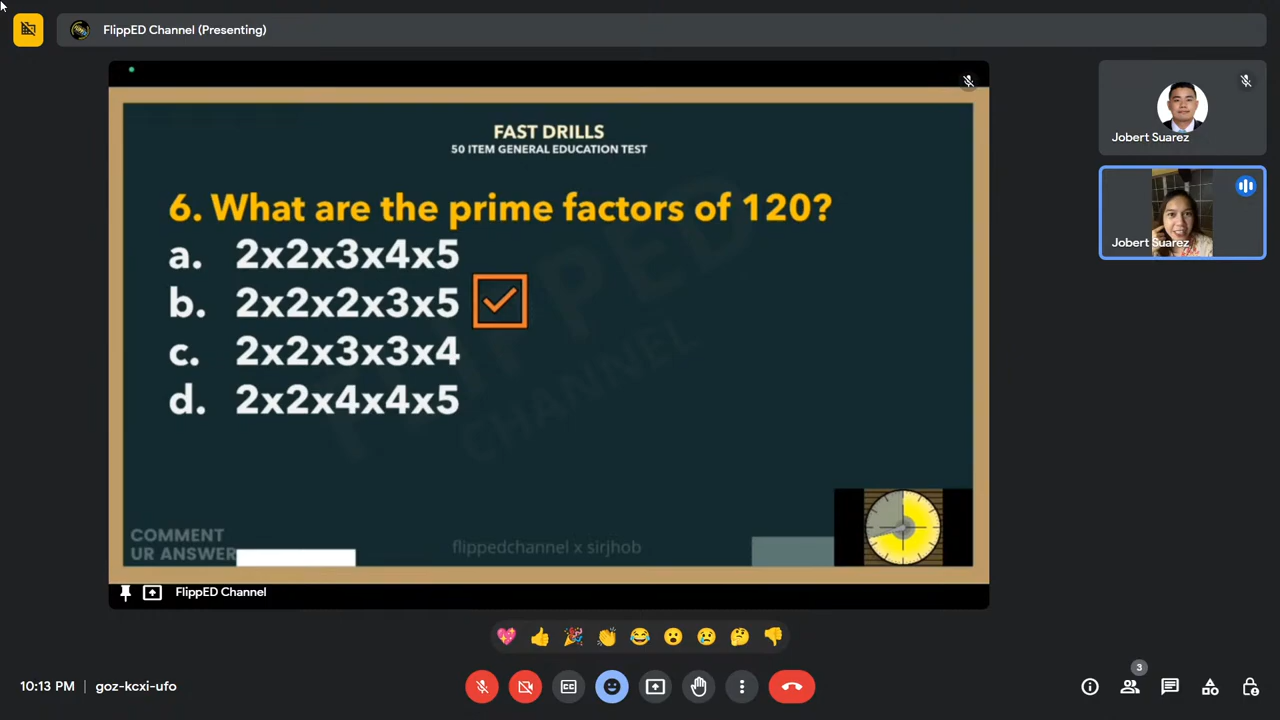 FlippED Channel (Presenting)
FAST DRILLS
50 ITEM GENERAL EDUCATION TEST
6. What are the prime factors of 120?
a. 2x2x3x4x5
b. 2x2x2x3x5
c. 2x2x3x3x4
d. 2x2x4x4x5
FLIPPED
CHANNEL
COMMENT
UR ANSWER
flippedchannel x sirjhob
FlippED Channel
Jobert Suarez
Jobert Suarez
10:13 PM | goz-kcxi-ufo
3